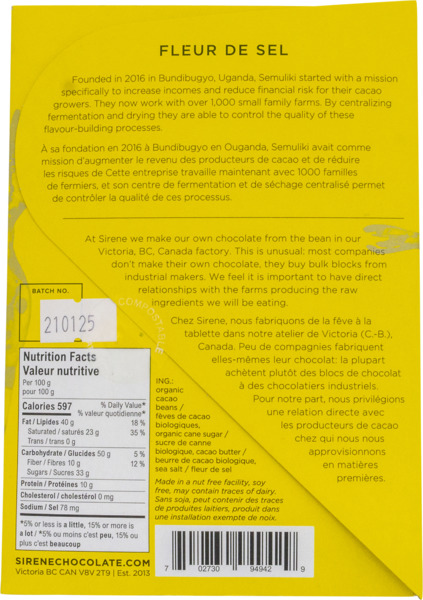 FLEUR DE SEL
Founded in 2016 in Bundibugyo, Uganda, Semuliki started with a mission
specifically to increase incomes and reduce financial risk for their cacao
growers. They now work with over 1,000 small family farms. By centralizing
fermentation and drying they are able to control the quality of these
flavour-building processes.
À sa fondation en 2016 à Bundibugyo en Ouganda, Semuliki avait comme
mission d'augmenter le revenu des producteurs de cacao et de réduire
les risques de Cette entreprise travaille maintenant avec 1000 familles
de fermiers, et son centre de fermentation et de séchage centralisé permet
de contrôler la qualité de ces processus.
At Sirene we make our own chocolate from the bean in our
Victoria, BC, Canada factory. This is unusual: most companies
don't make their own chocolate, they buy bulk blocks from
industrial makers. We feel it is important to have direct
relationships with the farms producing the raw
ingredients we will be eating.
Chez Sirene, nous fabriquons de la fêve à la
tablette dans notre atelier de Victoria (C.-B.),
Canada. Peu de compagnies fabriquent
elles-mêmes leur chocolat: la plupart
achètent plutôt des blocs de chocolat
à des chocolatiers industriels.
Pour notre part, nous privilégions
une relation directe avec
les producteurs de cacao
chez qui nous nous
approvisionnons
en matières
premières.
BATCH NO.
210125
COMPOSTABLE
Nutrition Facts
Valeur nutritive
Per 100 g
pour 100 g
Calories 597 % Daily Value*
% valeur quotidienne*
Fat / Lipides 40 g 18 %
Saturated / saturés 23 g 35 %
Trans / trans 0 g
Carbohydrate / Glucides 50 g 5 %
Fiber / Fibres 10 g 12 %
Sugars / Sucres 33 g
Protein / Protéines 10 g
Cholesterol / cholestérol 0 mg
Sodium / Sel 78 mg
*5% or less is a little, 15% or more is
a lot / *5% ou moins c'est peu, 15% ou
plus c'est beaucoup
ING.:
organic
cacao
beans /
fêves de cacao
biologiques,
organic cane sugar /
sucre de canne
biologique, cacao butter /
beurre de cacao biologique,
sea salt / fleur de sel
Made in a nut free facility, soy
free, may contain traces of dairy.
Sans soja, peut contenir des traces
de produits laitiers, produit dans
une installation exempte de noix.
SIRENECHOCOLATE.COM
Victoria BC CAN V8V 2T9 | Est. 2013
7 02730 94942 9